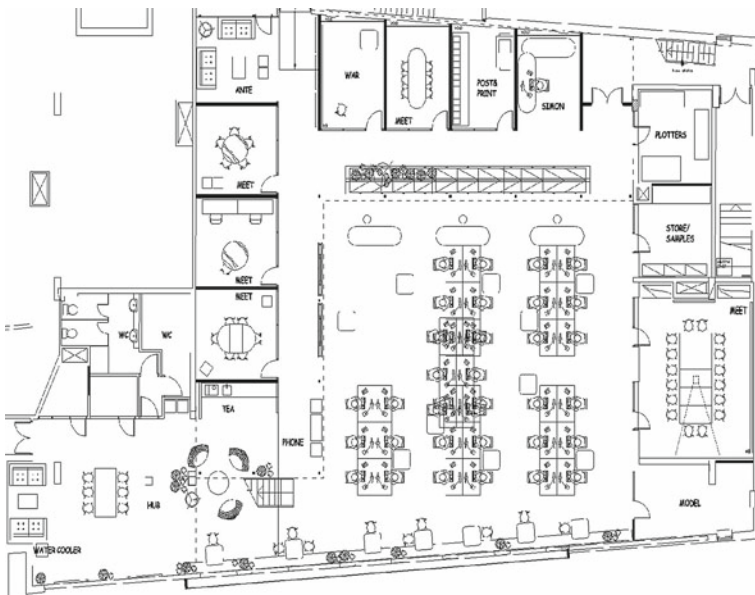 ANTE
WAR
MEET
POST&
PRINT
SIMON
PLOTTERS
MEET
STORE/
SAMPLES
MEET
MEET
MEET
WC
WC
TEA
PHONE
HUB
MODEL
WATER COOLER